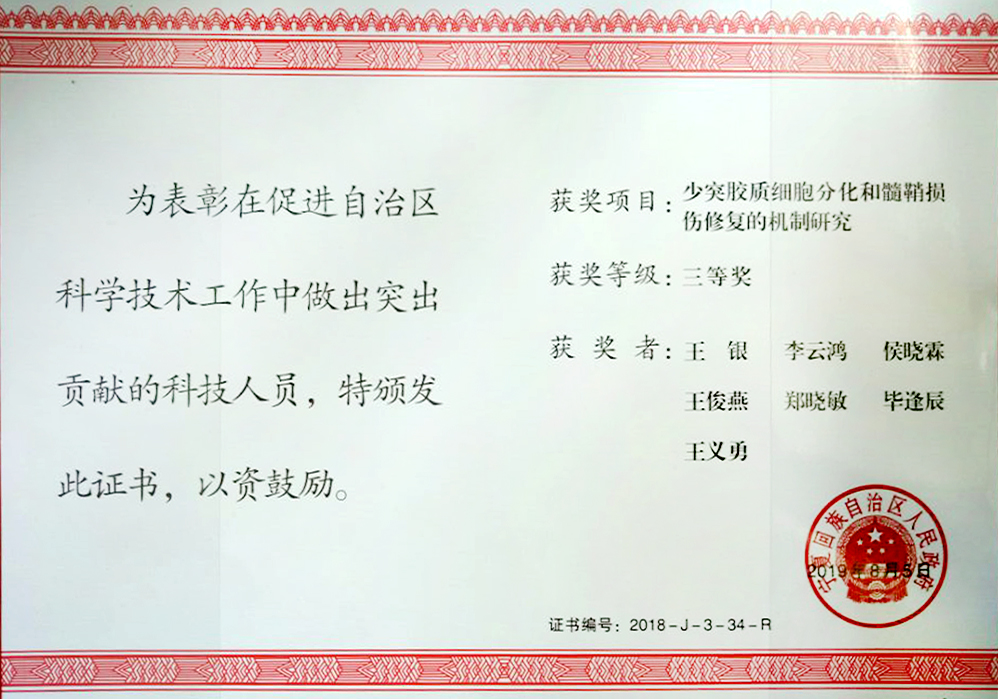 为表彰在促进自治区
科学技术工作中做出突出
贡献的科技人员，特颁发
此证书，以资鼓励。
获奖项目：少突胶质细胞分化和髓鞘损
伤修复的机制研究
获奖等级：三等奖
获奖者：王银 李云鸿 侯晓霖
王俊燕 郑晓敏 毕逢辰
王义勇
宁夏回族自治区人民政府
2019年8月5日
证书编号：2018-J-3-34-R